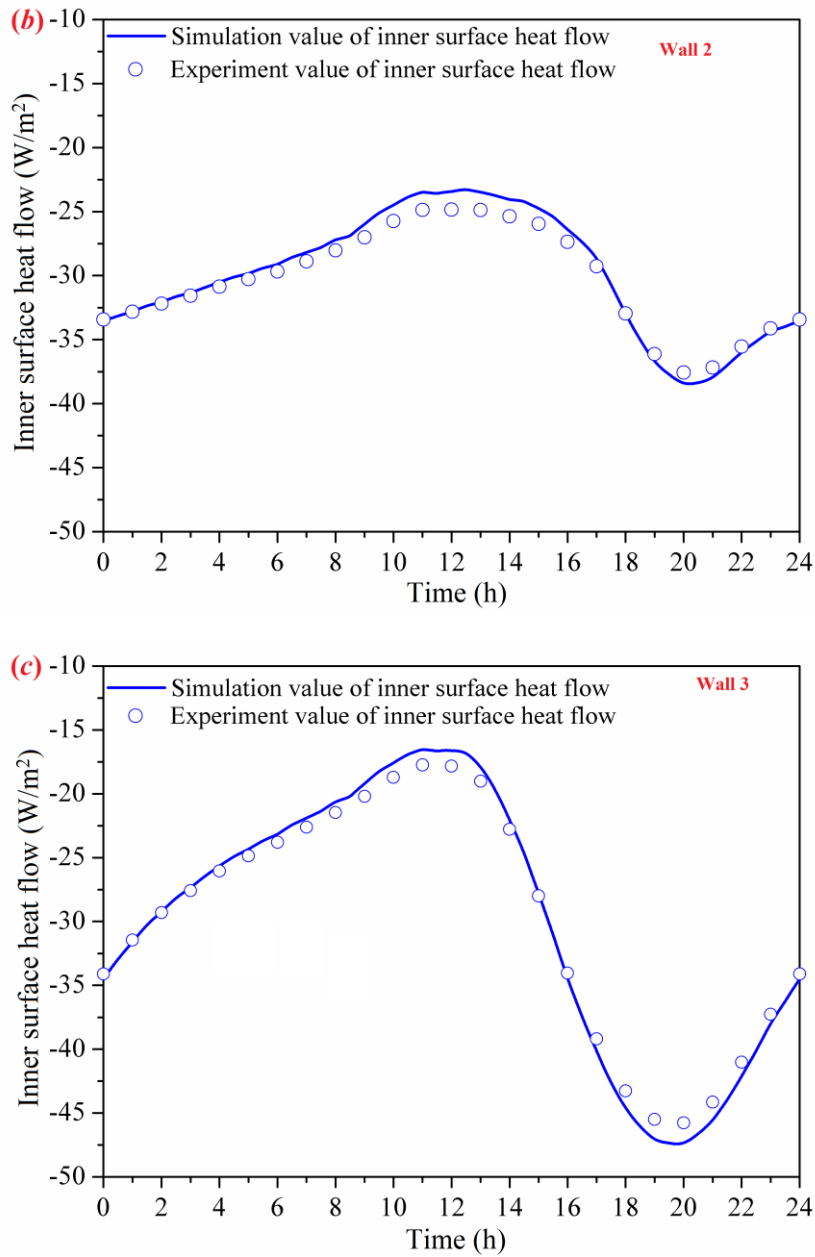 (b)
Simulation value of inner surface heat flow
Experiment value of inner surface heat flow
Wall 2
Inner surface heat flow (W/m²)
-10
-15
-20
-25
-30
-35
-40
-45
-50
0 2 4 6 8 10 12 14 16 18 20 22 24
Time (h)
(c)
Simulation value of inner surface heat flow
Experiment value of inner surface heat flow
Wall 3
Inner surface heat flow (W/m²)
-10
-15
-20
-25
-30
-35
-40
-45
-50
0 2 4 6 8 10 12 14 16 18 20 22 24
Time (h)